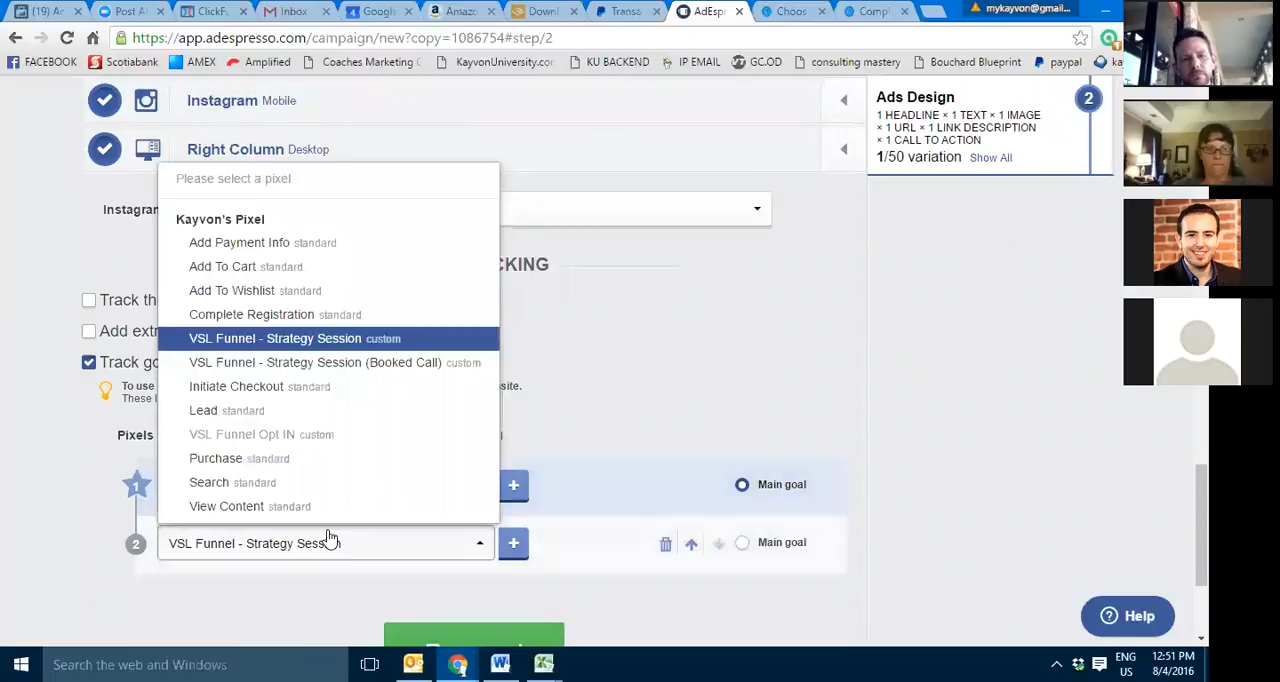 (19) Ac
Post A
ClickF
Inbox
Google
Amazo
Downl
Transa
AdEsp
Choos
Compl
mykayvon@gmail...
https://app.adespresso.com/campaign/new?copy=1086754#step/2
FACEBOOK Scotiabank AMEX Amplified Coaches Marketing C KayvonUniversity.co KU BACKEND IP EMAIL GC.OD consulting mastery Bouchard Blueprint paypal ka
Instagram Mobile
Right Column Desktop
Please select a pixel
Instagram
Kayvon's Pixel
Add Payment Info standard
Add To Cart standard
CKING
Add To Wishlist standard
Track th
Complete Registration standard
Add extr
VSL Funnel - Strategy Session custom
Track go
VSL Funnel - Strategy Session (Booked Call) custom
To use
site.
These
Initiate Checkout standard
Lead standard
Pixels
VSL Funnel Opt IN custom
Purchase standard
Search standard
View Content standard
1
+
Main goal
2
VSL Funnel - Strategy Session
+
Main goal
Ads Design
2
1 HEADLINE × 1 TEXT × 1 IMAGE
× 1 URL × 1 LINK DESCRIPTION
× 1 CALL TO ACTION
1/50 variation Show All
Help
Search the web and Windows
ENG
US
12:51 PM
8/4/2016